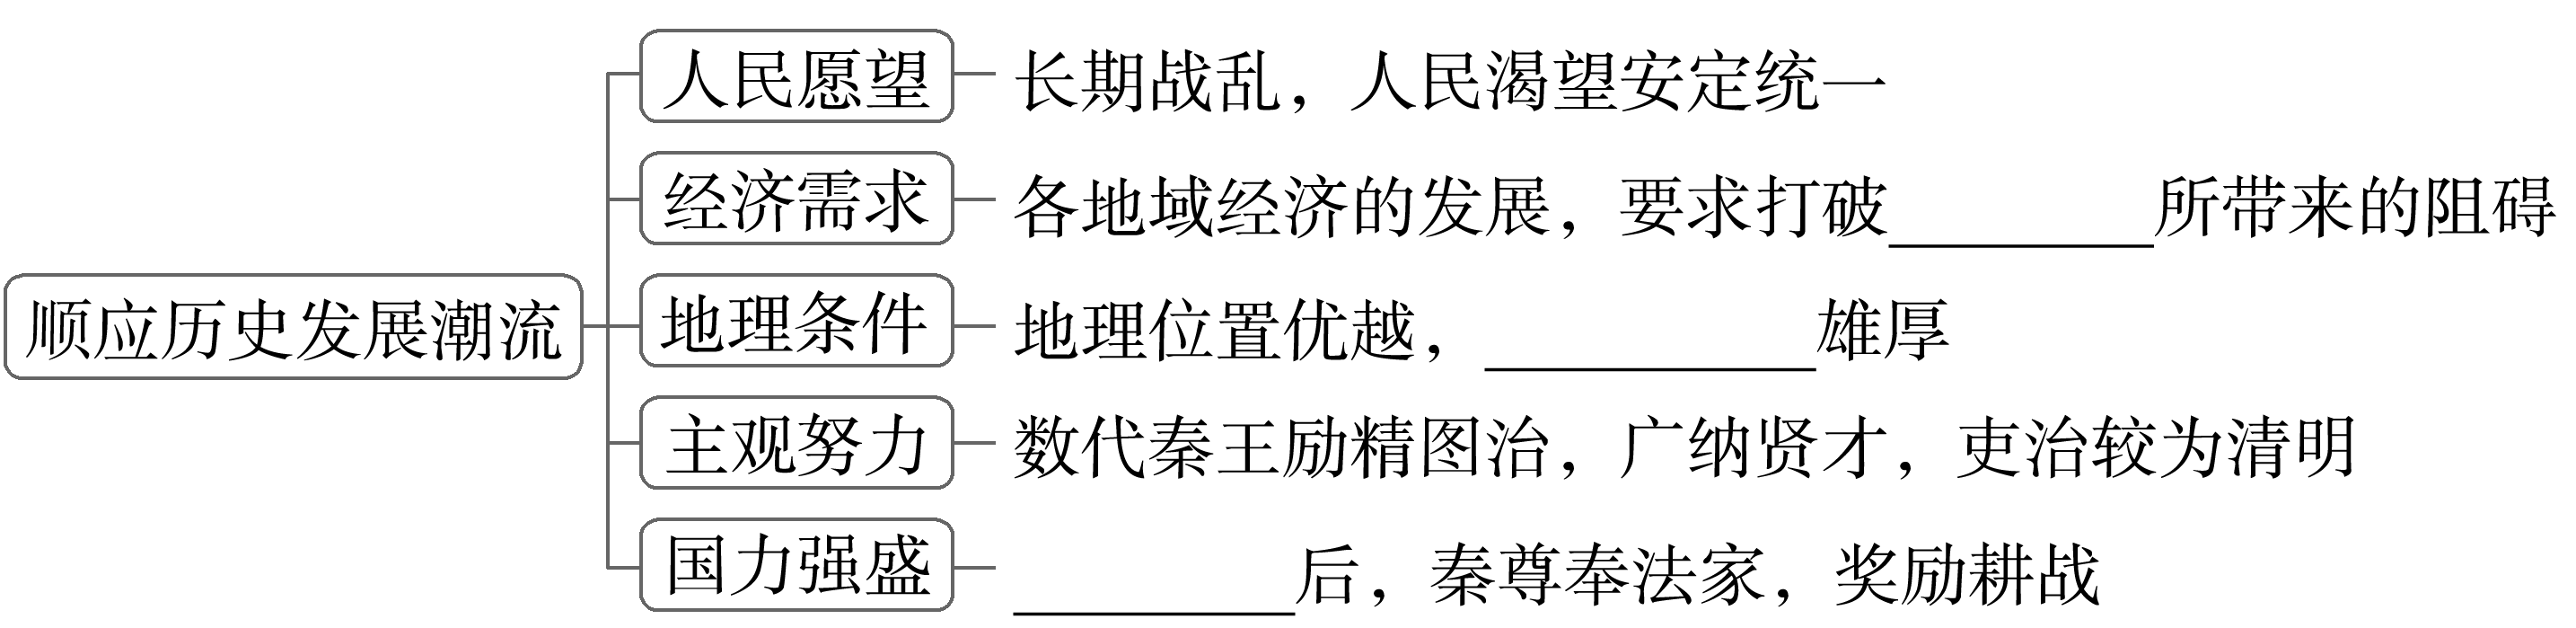 顺应历史发展潮流
人民愿望
长期战乱，人民渴望安定统一
经济需求
各地域经济的发展，要求打破________所带来的阻碍
地理条件
地理位置优越，__________雄厚
主观努力
数代秦王励精图治，广纳贤才，吏治较为清明
国力强盛
________后，秦尊奉法家，奖励耕战